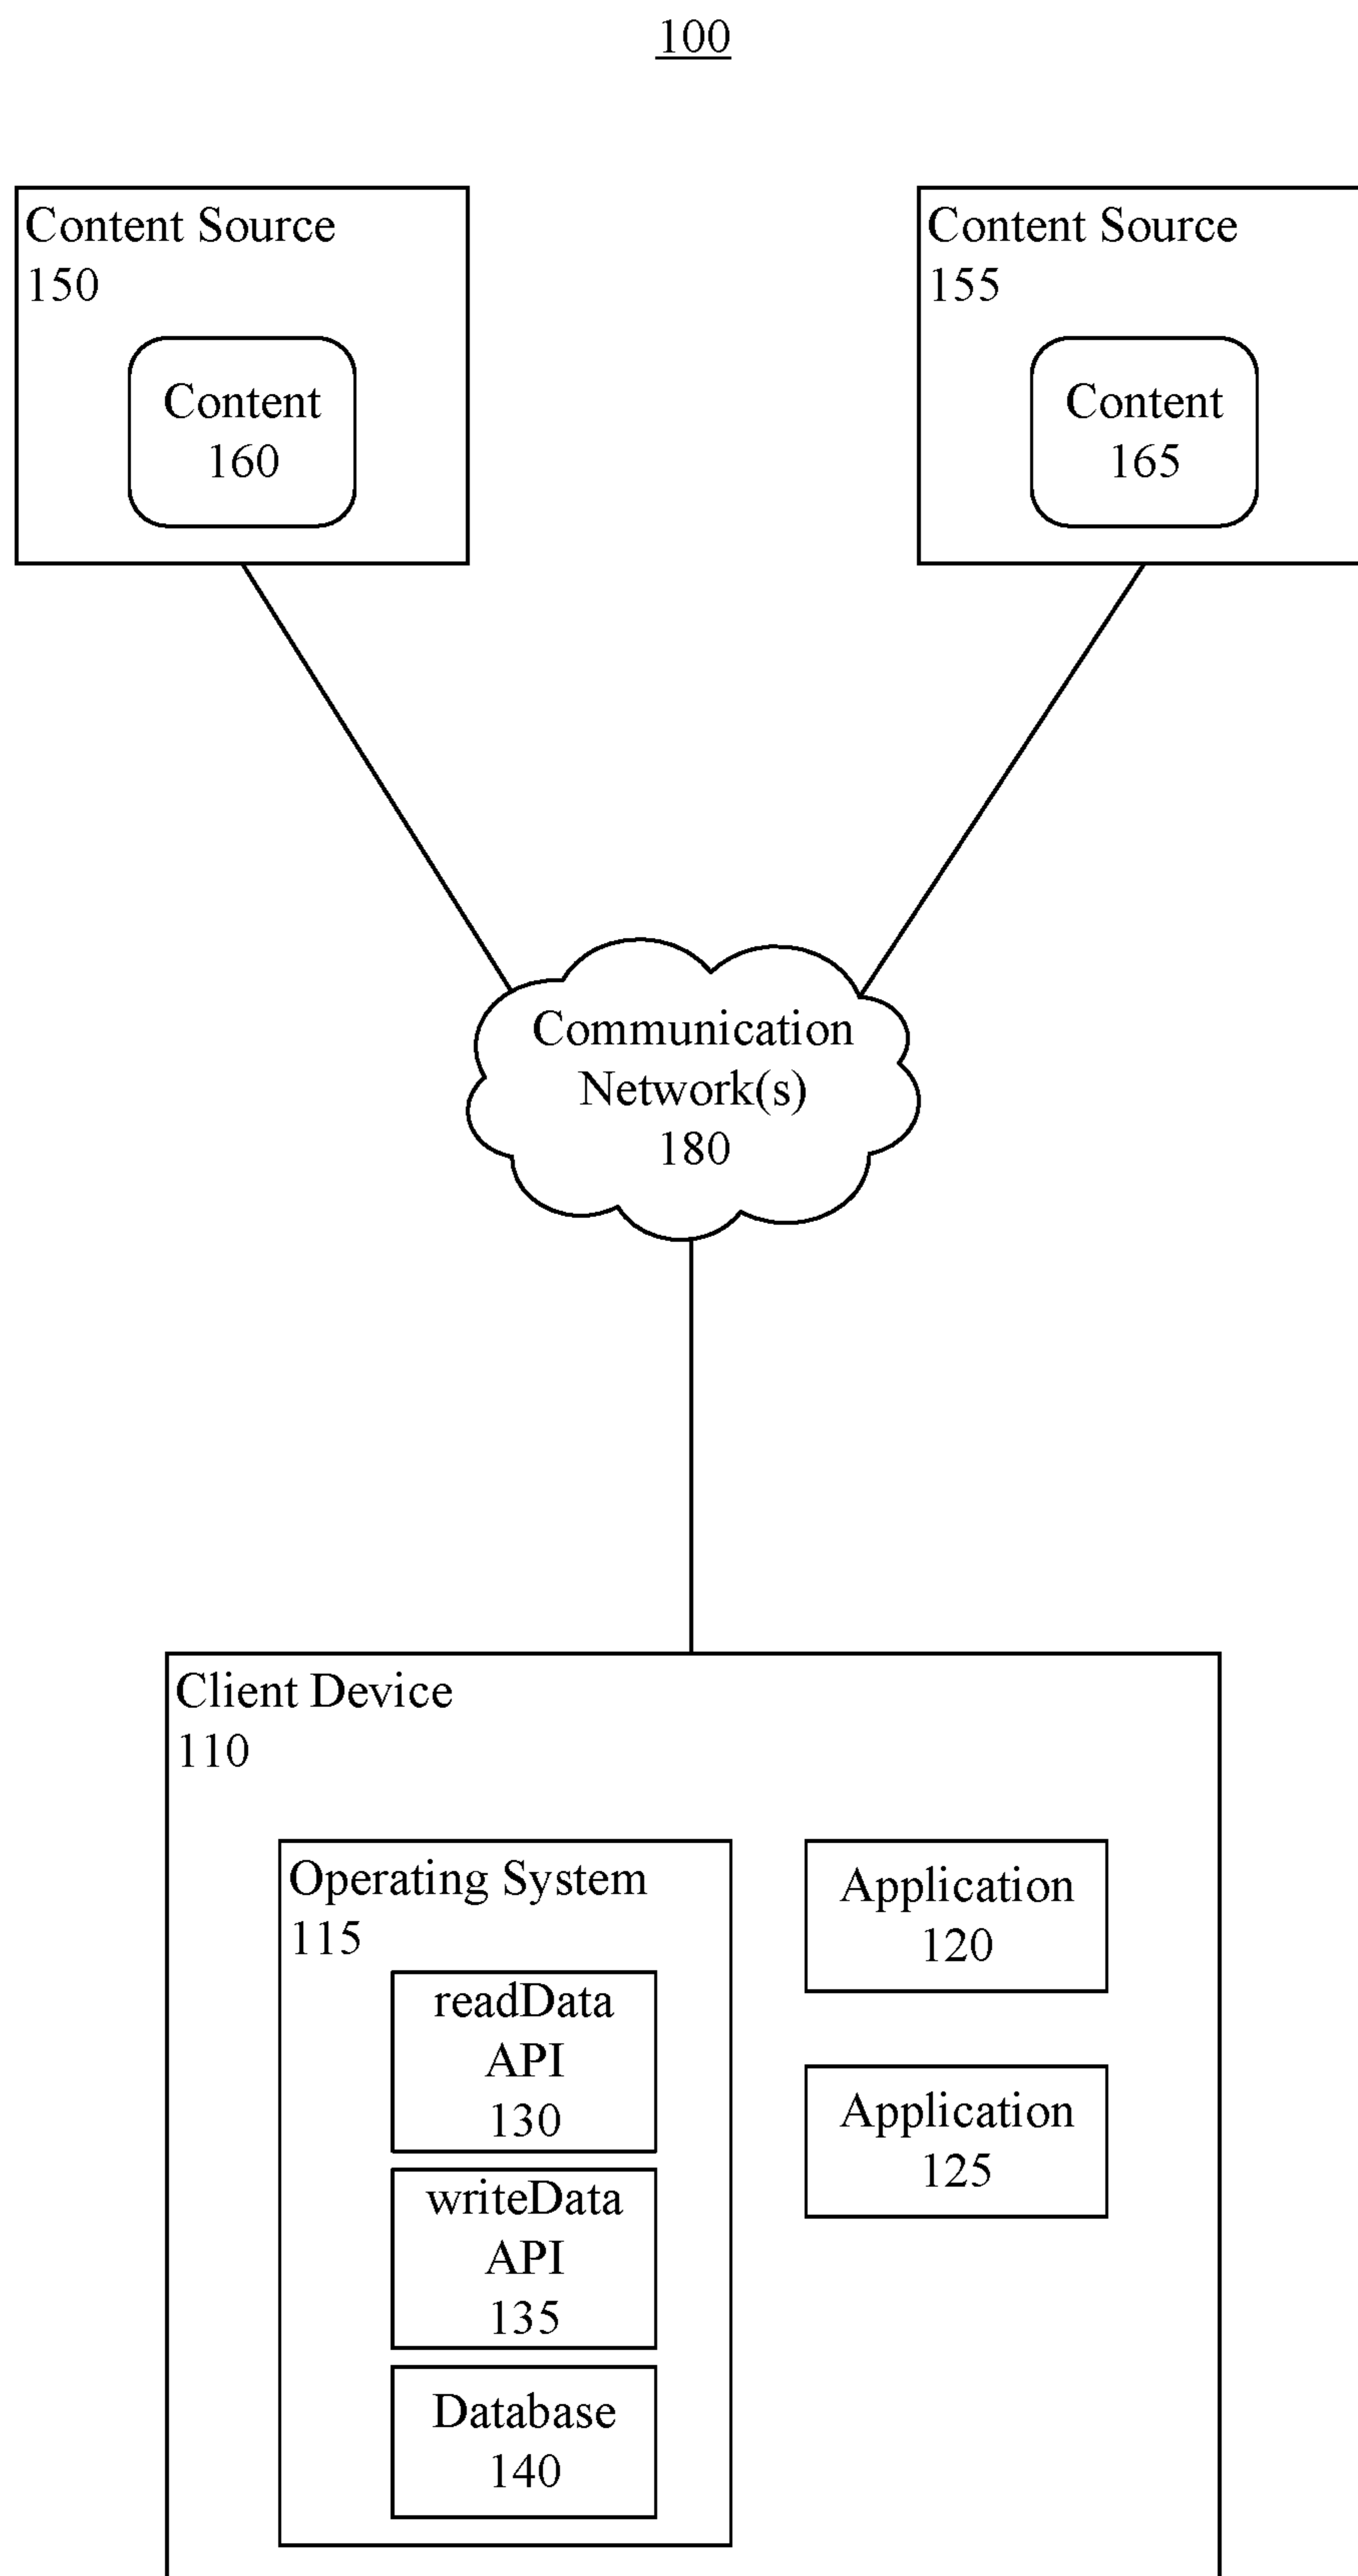 100
Content Source
150
Content
160
Content Source
155
Content
165
Communication
Network(s)
180
Client Device
110
Operating System
115
readData
API
130
writeData
API
135
Database
140
Application
120
Application
125